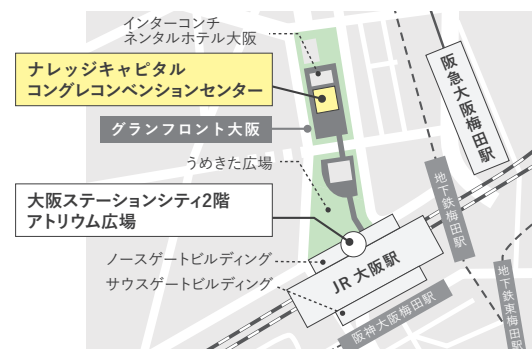 インターコンチ
ネンタルホテル大阪
ナレッジキャピタル
コングレコンベンションセンター
グランフロント大阪
うめきた広場
大阪ステーションシティ2階
アトリウム広場
ノースゲートビルディング
サウスゲートビルディング
JR 大阪駅
阪急大阪梅田駅
地下鉄梅田駅
地下鉄東梅田駅
阪神大阪梅田駅